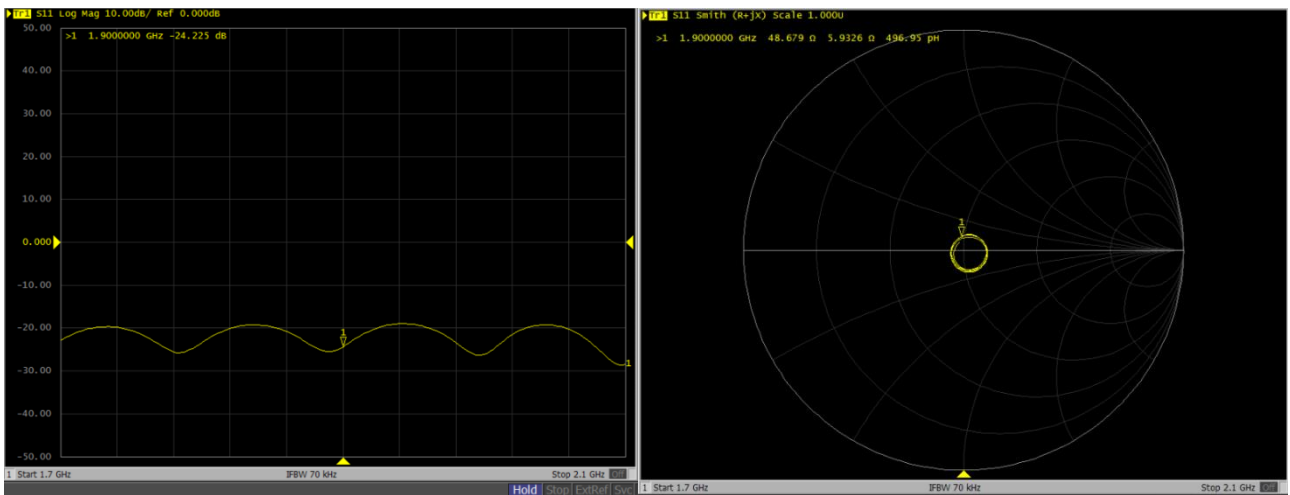 Tr1 S11 Log Mag 10.00dB/ Ref 0.000dB
50.00
>1 1.9000000 GHz -24.225 dB
40.00
30.00
20.00
10.00
0.000
-10.00
-20.00
1
-30.00
1
-40.00
-50.00
1 Start 1.7 GHz IFBW 70 kHz Stop 2.1 GHz Off
Hold Stop ExtRef Svc
Tr1 S11 Smith (R+jX) Scale 1.000U
>1 1.9000000 GHz 48.679 Ω 5.9326 Ω 496.95 pH
1
1 Start 1.7 GHz IFBW 70 kHz Stop 2.1 GHz Off